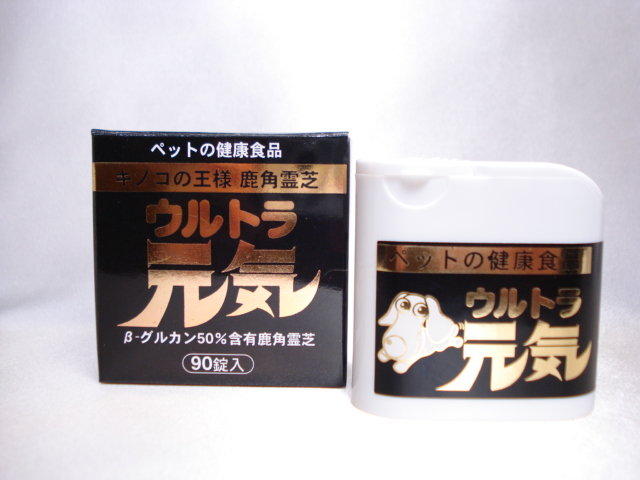 ペットの健康食品
キノコの王様 鹿角霊芝
ウルトラ
元気
β-グルカン50%含有鹿角霊芝
90錠入
ペットの健康食品
ウルトラ
元気